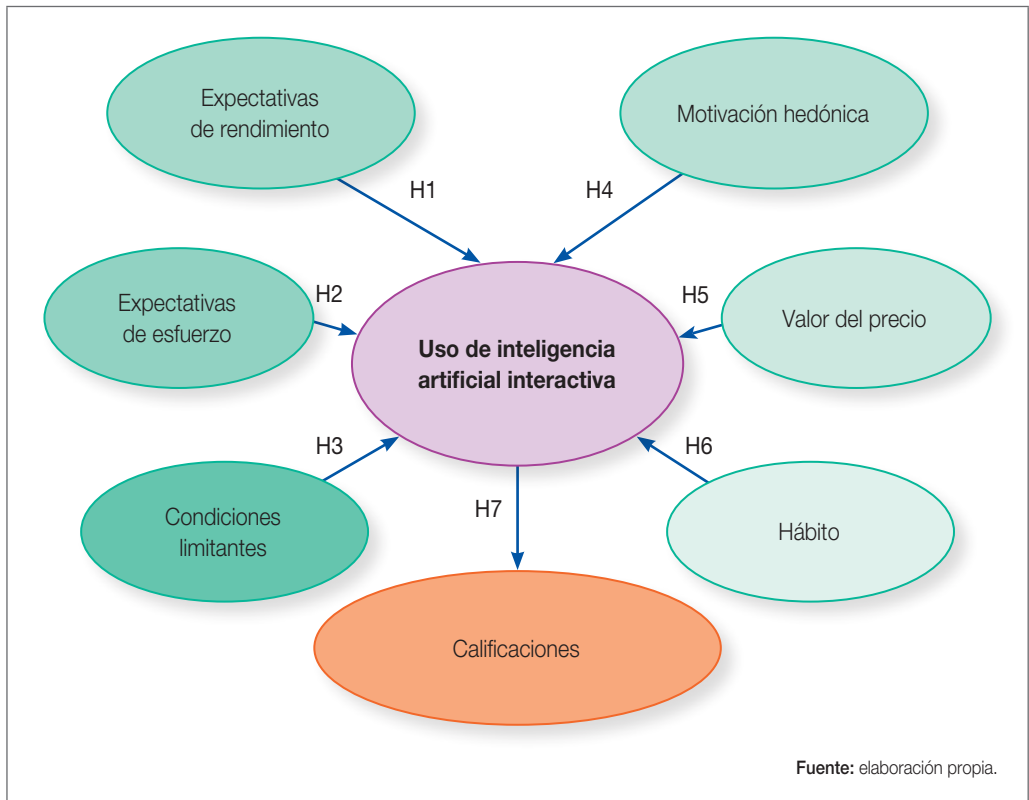 Expectativas
de rendimiento
Motivación hedónica
H1
H4
Expectativas
de esfuerzo
H2
H5
Valor del precio
Uso de inteligencia
artificial interactiva
H3
H6
Condiciones
limitantes
H7
Hábito
Calificaciones
Fuente: elaboración propia.